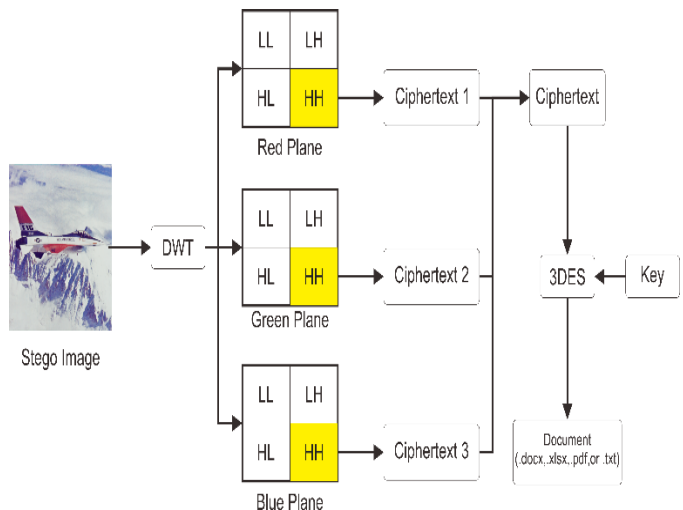 LL LH
HL HH
Red Plane
Ciphertext 1
Ciphertext
Stego Image
DWT
LL LH
HL HH
Green Plane
Ciphertext 2
3DES
Key
LL LH
HL HH
Blue Plane
Ciphertext 3
Document
(.docx,.xlsx,.pdf,or .txt)